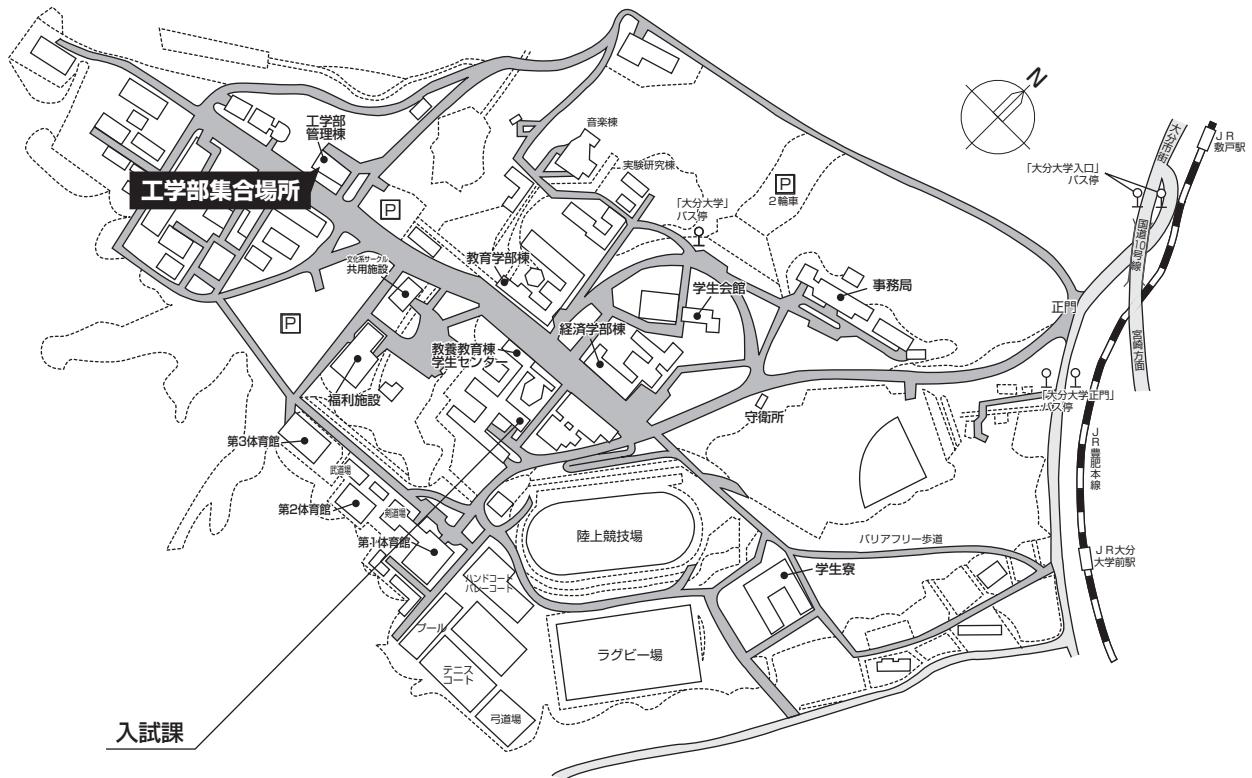 N
大分市街
JR
敷戸駅
「大分大学入口」
バス停
国道10号線
宮崎方面
音楽棟
実験研究棟
「大分大学」
バス停
P
2輪車
工学部
管理棟
工学部集合場所
P
教育学部棟
文化系サークル
共用施設
学生会館
事務局
正門
経済学部棟
教養教育棟
学生センター
P
福利施設
守衛所
「大分大学正門」
バス停
JR豊肥本線
第3体育館
武道場
第2体育館
剣道場
第1体育館
陸上競技場
バリアフリー歩道
JR大分
大学前駅
学生寮
ハンドコート
バレーコート
プール
テニス
コート
ラグビー場
弓道場
入試課